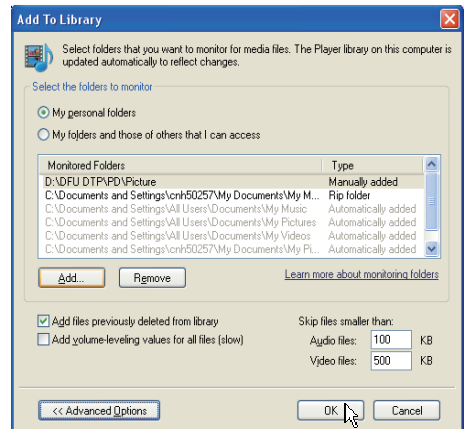 Add To Library
Select folders that you want to monitor for media files. The Player library on this computer is
updated automatically to reflect changes.
Select the folders to monitor
My personal folders
My folders and those of others that I can access
Monitored Folders Type
D:\DFU DTP\PD\Picture Manually added
C:\Documents and Settings\cnh50257\My Documents\My M... Rip folder
C:\Documents and Settings\All Users\Documents\My Music Automatically added
C:\Documents and Settings\All Users\Documents\My Pictures Automatically added
C:\Documents and Settings\All Users\Documents\My Videos Automatically added
C:\Documents and Settings\cnh50257\My Documents\My Pi... Automatically added
Add... Remove Learn more about monitoring folders
Add files previously deleted from library Skip files smaller than:
Add volume-leveling values for all files (slow) Audio files: 100 KB
Video files: 500 KB
<< Advanced Options OK Cancel